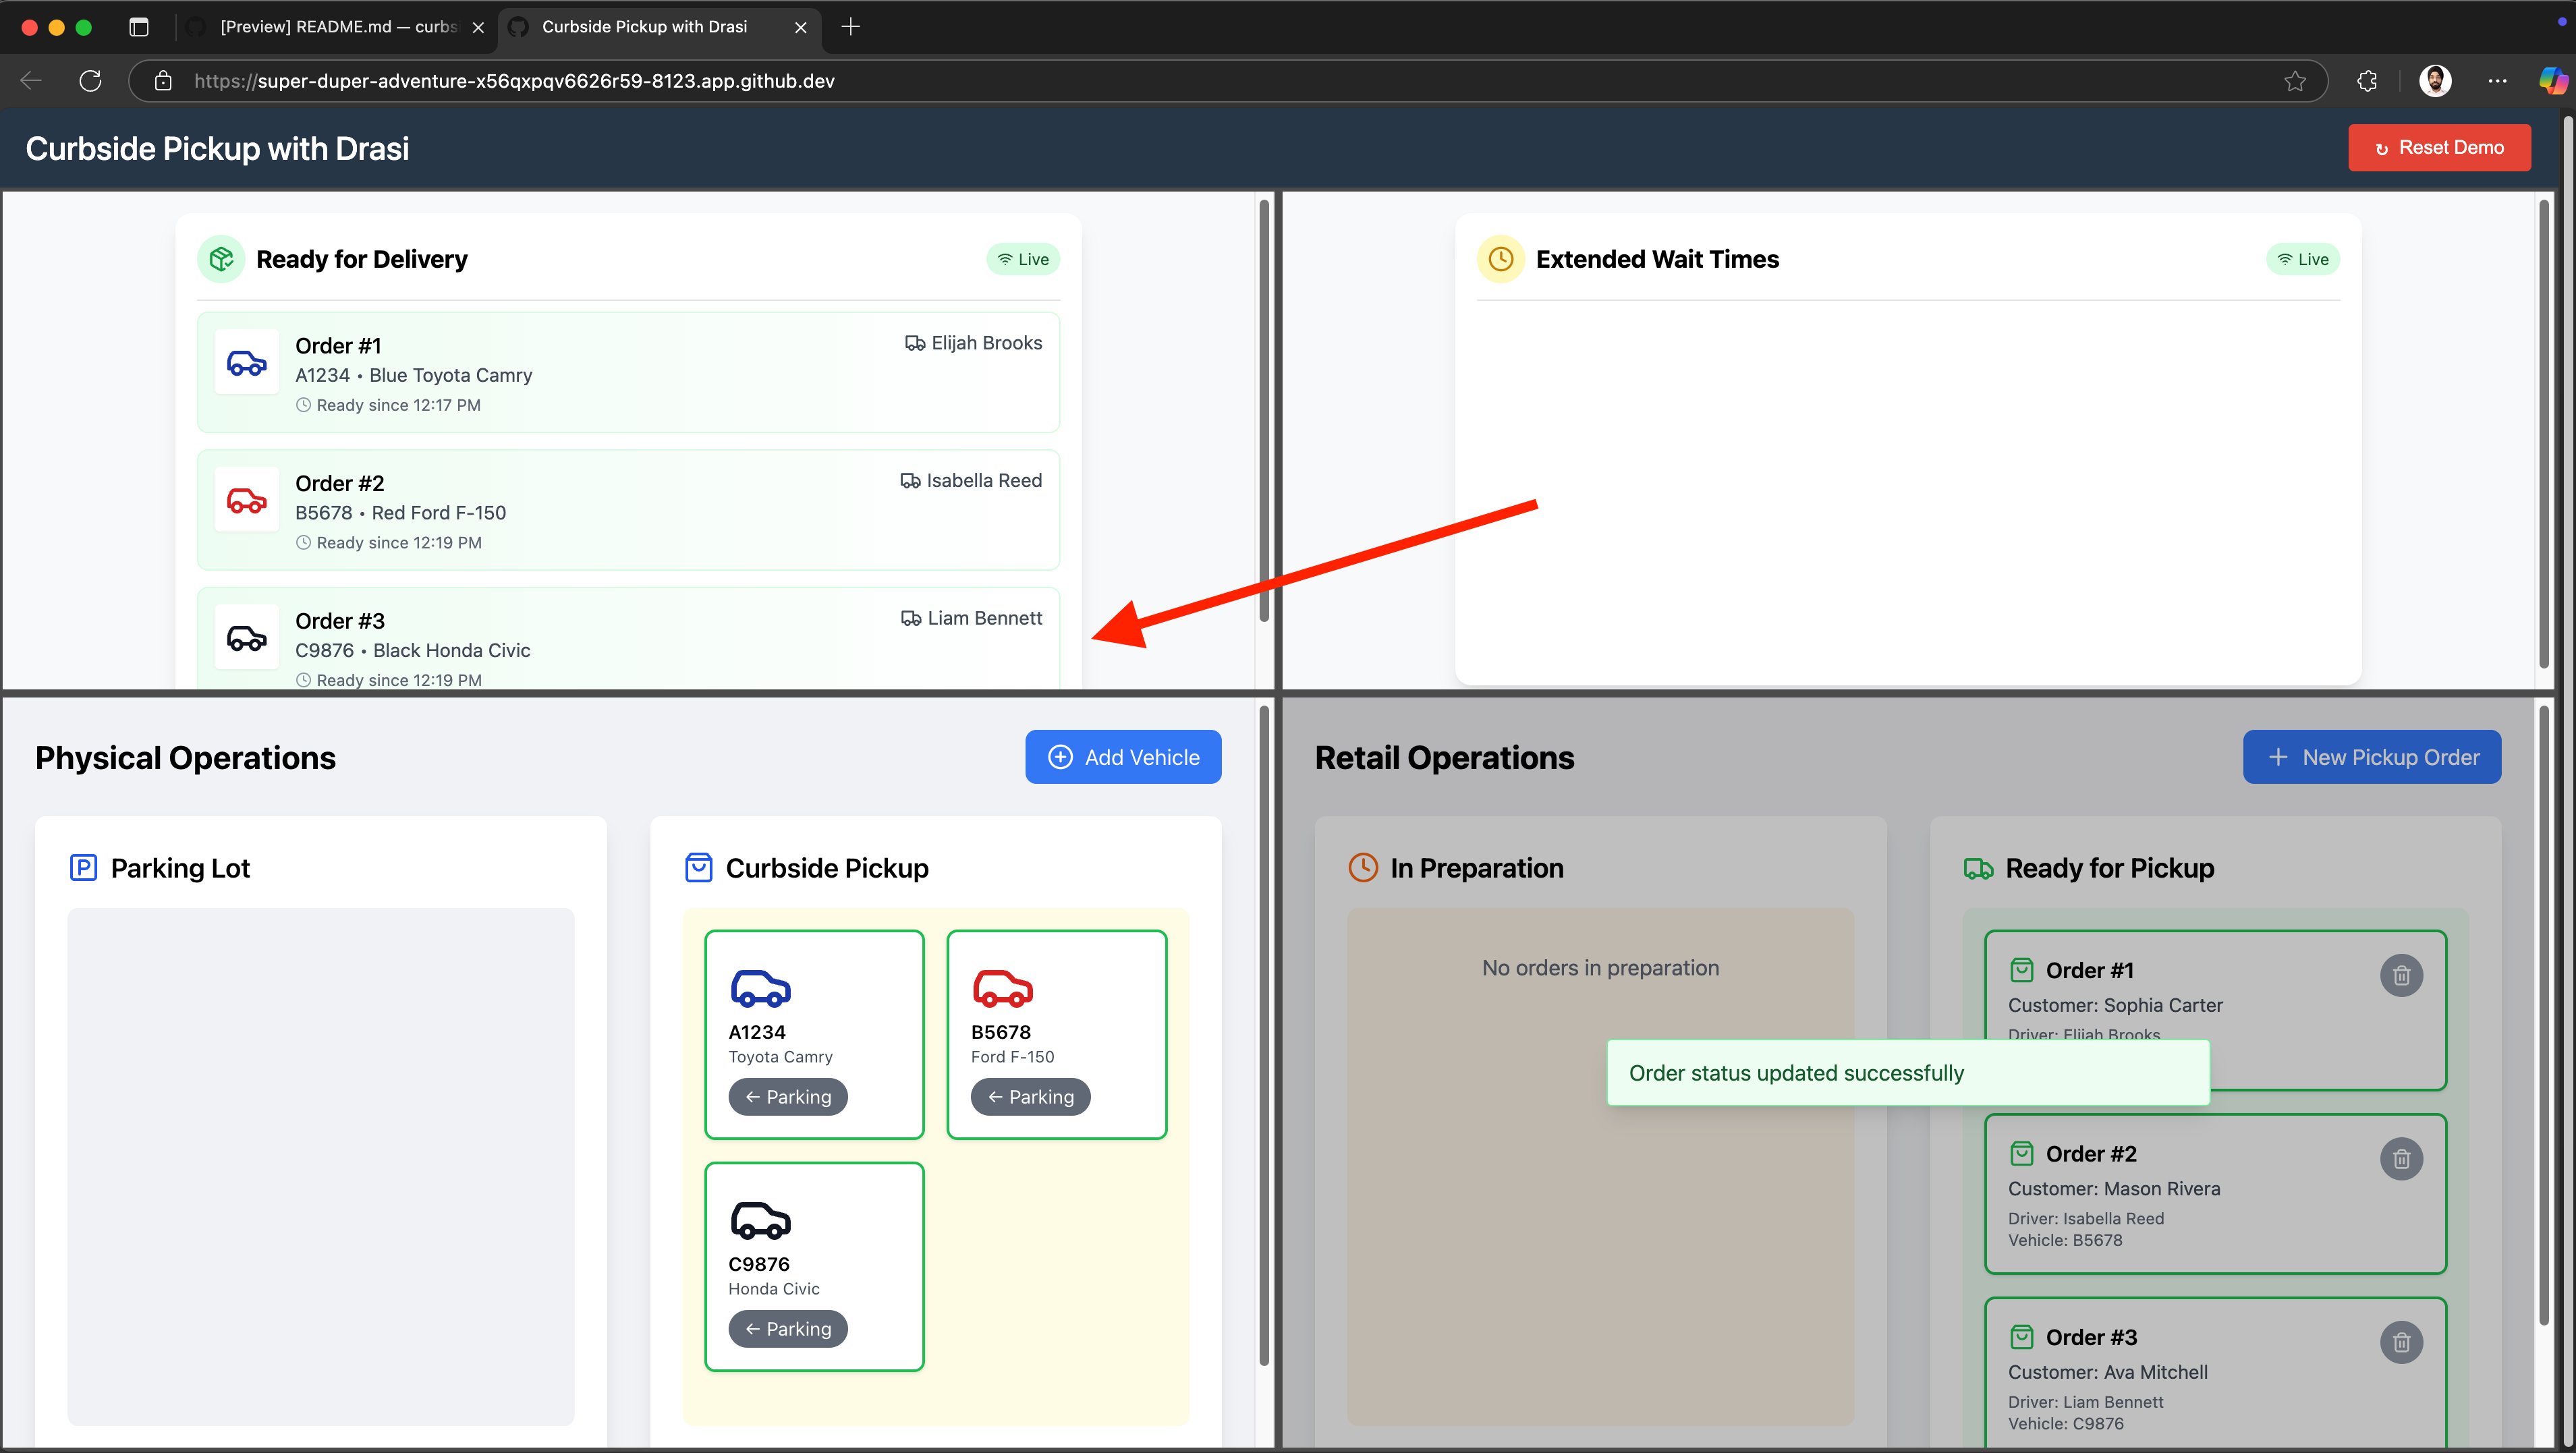 [Preview] README.md — curbs
Curbside Pickup with Drasi
https://super-duper-adventure-x56qxpqv6626r59-8123.app.github.dev
Curbside Pickup with Drasi
↻ Reset Demo
Ready for Delivery
Live
Order #1
Elijah Brooks
A1234 • Blue Toyota Camry
Ready since 12:17 PM
Order #2
Isabella Reed
B5678 • Red Ford F-150
Ready since 12:19 PM
Order #3
Liam Bennett
C9876 • Black Honda Civic
Ready since 12:19 PM
Extended Wait Times
Live
Physical Operations
Add Vehicle
P Parking Lot
Curbside Pickup
A1234
Toyota Camry
← Parking
B5678
Ford F-150
← Parking
C9876
Honda Civic
← Parking
Retail Operations
+ New Pickup Order
In Preparation
No orders in preparation
Ready for Pickup
Order #1
Customer: Sophia Carter
Driver: Elijah Brooks
Order status updated successfully
Order #2
Customer: Mason Rivera
Driver: Isabella Reed
Vehicle: B5678
Order #3
Customer: Ava Mitchell
Driver: Liam Bennett
Vehicle: C9876